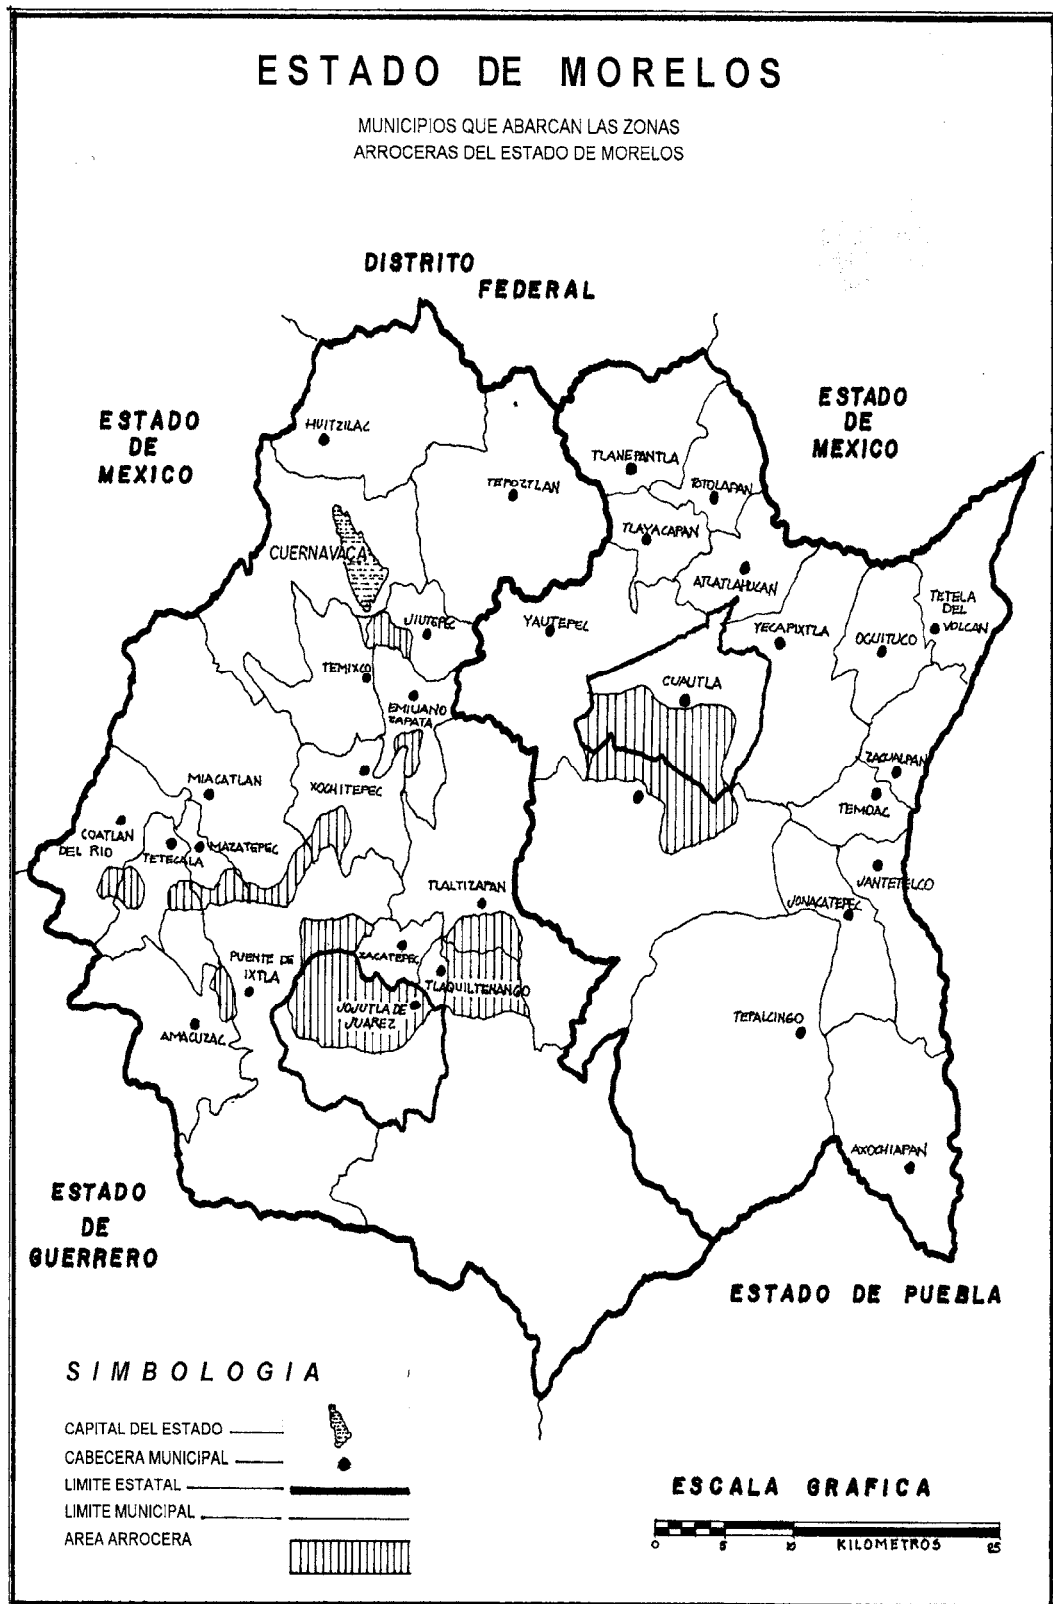 ESTADO DE MORELOS
MUNICIPIOS QUE ABARCAN LAS ZONAS
ARROCERAS DEL ESTADO DE MORELOS
DISTRITO
FEDERAL
ESTADO
DE
MEXICO
ESTADO
DE
MEXICO
HUITZILAC
TEPOZTLAN
TLANEPANTLA
TOTOLAPAN
TLAYACAPAN
CUERNAVACA
ATLATLAHUCAN
TETELA
DEL
VOLCAN
JIUTEPEC
YAUTEPEC
YECAPIXTLA
OCUITUCO
TEMIXCO
CUAUTLA
EMILIANO
ZAPATA
ZACUALPAN
MIACATLAN
XOCHITEPEC
TEMOAC
COATLAN
DEL RIO
TETECALA
MAZATEPEC
JANTETELCO
TLALTIZAPAN
JONACATEPEC
PUENTE DE
IXTLA
ZACATEPEC
TLAQUILTENANGO
JOJUTLA DE
JUAREZ
TEPALCINGO
AMACUZAC
AXOCHIAPAN
ESTADO
DE
GUERRERO
ESTADO DE PUEBLA
SIMBOLOGIA
CAPITAL DEL ESTADO
CABECERA MUNICIPAL
LIMITE ESTATAL
LIMITE MUNICIPAL
AREA ARROCERA
ESCALA GRAFICA
0 5 10 KILOMETROS 25